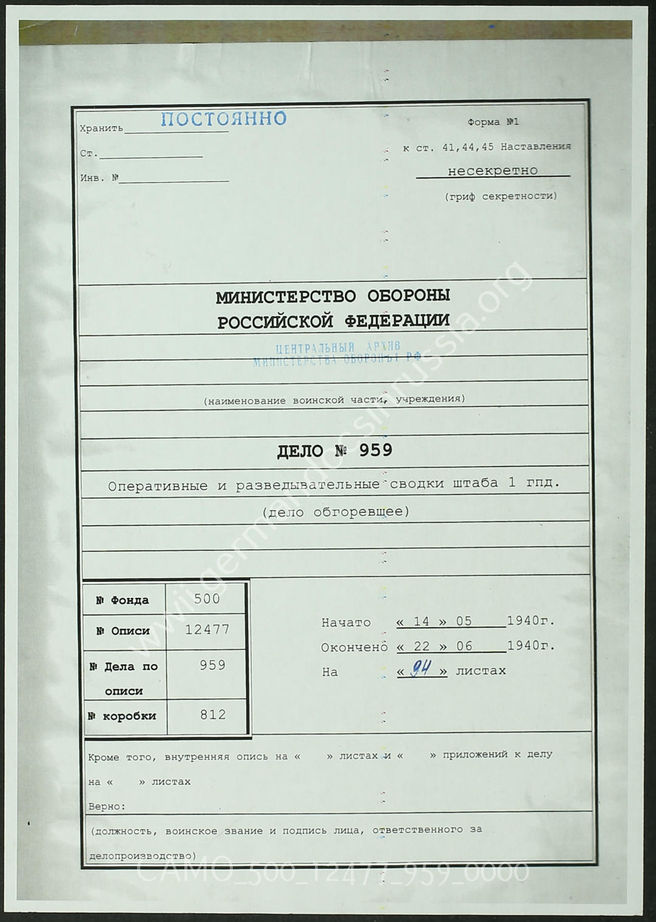 Хранить ПОСТОЯННО
Форма №1
Ст.
к ст. 41,44,45 Наставления
Инв. №
несекретно
(гриф секретности)
МИНИСТЕРСТВО ОБОРОНЫ
РОССИЙСКОЙ ФЕДЕРАЦИИ
ЦЕНТРАЛЬНЫЙ АРХИВ
МИНИСТЕРСТВА ОБОРОНЫ РФ
(наименование воинской части, учреждения)
ДЕЛО № 959
Оперативные и разведывательные сводки штаба 1 гпд.
(дело обгоревшее)
№ Фонда 500
№ Описи 12477
№ Дела по описи 959
№ коробки 812
Начато « 14 » 05 1940г.
Окончено « 22 » 06 1940г.
На « 94 » листах
Кроме того, внутренняя опись на « » листах и « » приложений к делу
на « » листах
Верно:
(должность, воинское звание и подпись лица, ответственного за
делопроизводство)
www.germandocsinrussia.org
CAMO_500_12477_959_0000